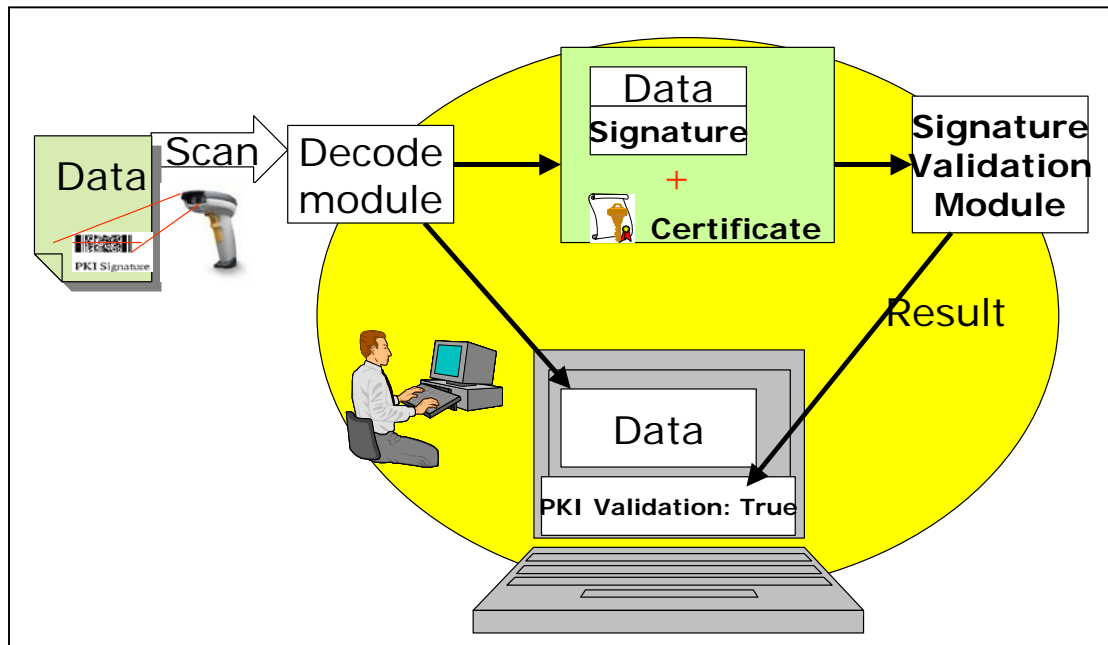 Data
PKI Signature
Scan
Decode
module
Data
Signature
+
Certificate
Signature
Validation
Module
Result
Data
PKI Validation: True